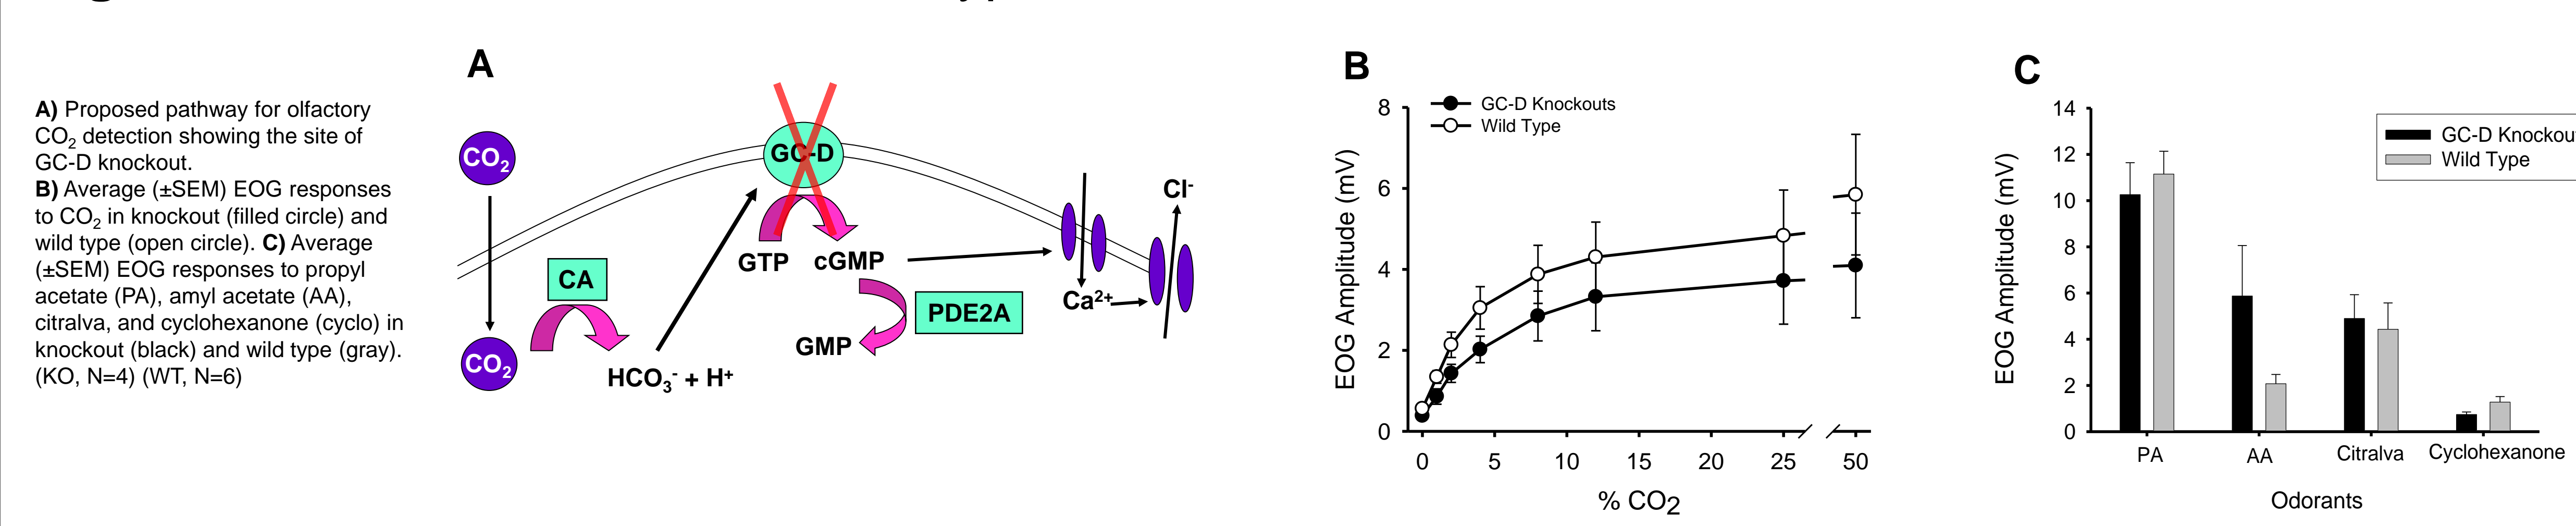 A) Proposed pathway for olfactory
CO2 detection showing the site of
GC-D knockout.
B) Average (±SEM) EOG responses
to CO2 in knockout (filled circle) and
wild type (open circle). C) Average
(±SEM) EOG responses to propyl
acetate (PA), amyl acetate (AA),
citralva, and cyclohexanone (cyclo) in
knockout (black) and wild type (gray).
(KO, N=4) (WT, N=6)
A
CO2
GC-D
Cl-
GTP
cGMP
CA
Ca2+
PDE2A
GMP
CO2
HCO3- + H+
B
GC-D Knockouts
Wild Type
EOG Amplitude (mV)
8
6
4
2
0
0 5 10 15 20 25 50
% CO2
C
GC-D Knockou
Wild Type
EOG Amplitude (mV)
14
12
10
8
6
4
2
0
PA AA Citralva Cyclohexanone
Odorants